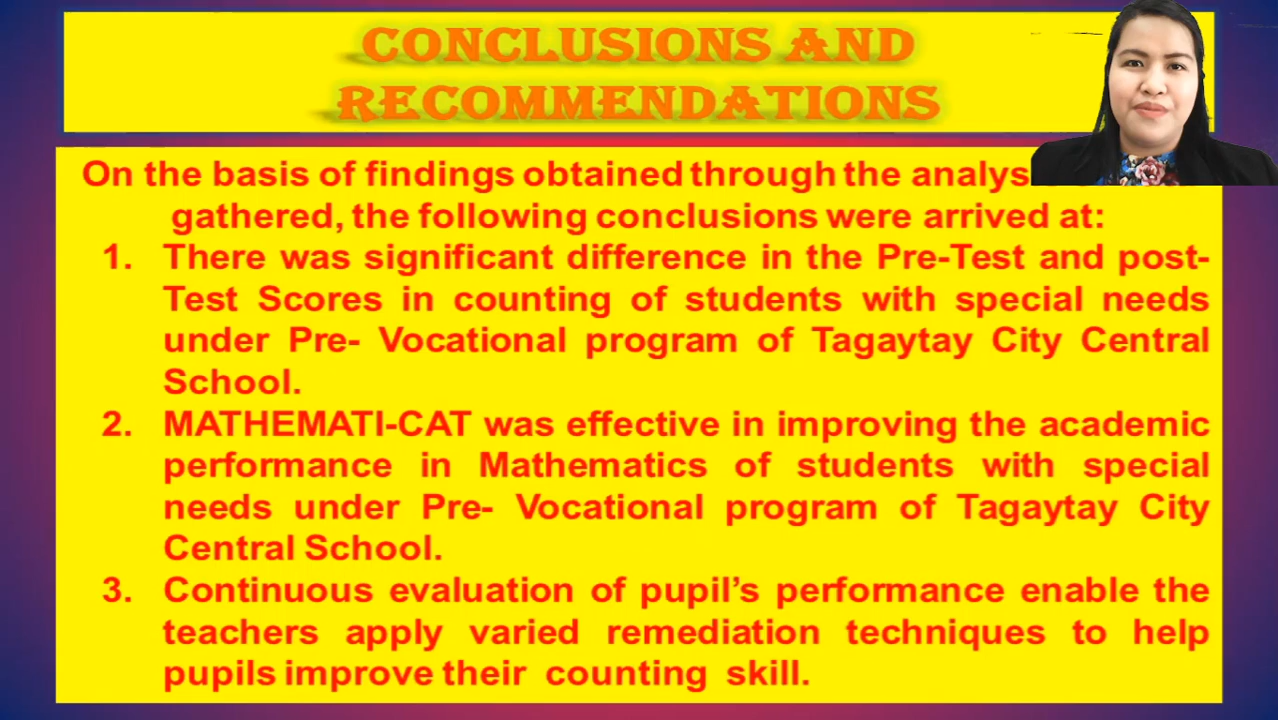 CONCLUSIONS AND
RECOMMENDATIONS
On the basis of findings obtained through the
gathered, the following conclusions were arrived at:
1. There was significant difference in the Pre-Test and post-
Test Scores in counting of students with special needs
under Pre- Vocational program of Tagaytay City Central
School.
2. MATHEMATI-CAT was effective in improving the academic
performance in Mathematics of students with special
needs under Pre- Vocational program of Tagaytay City
Central School.
3. Continuous evaluation of pupil’s performance enable the
teachers apply varied remediation techniques to help
pupils improve their counting skill.